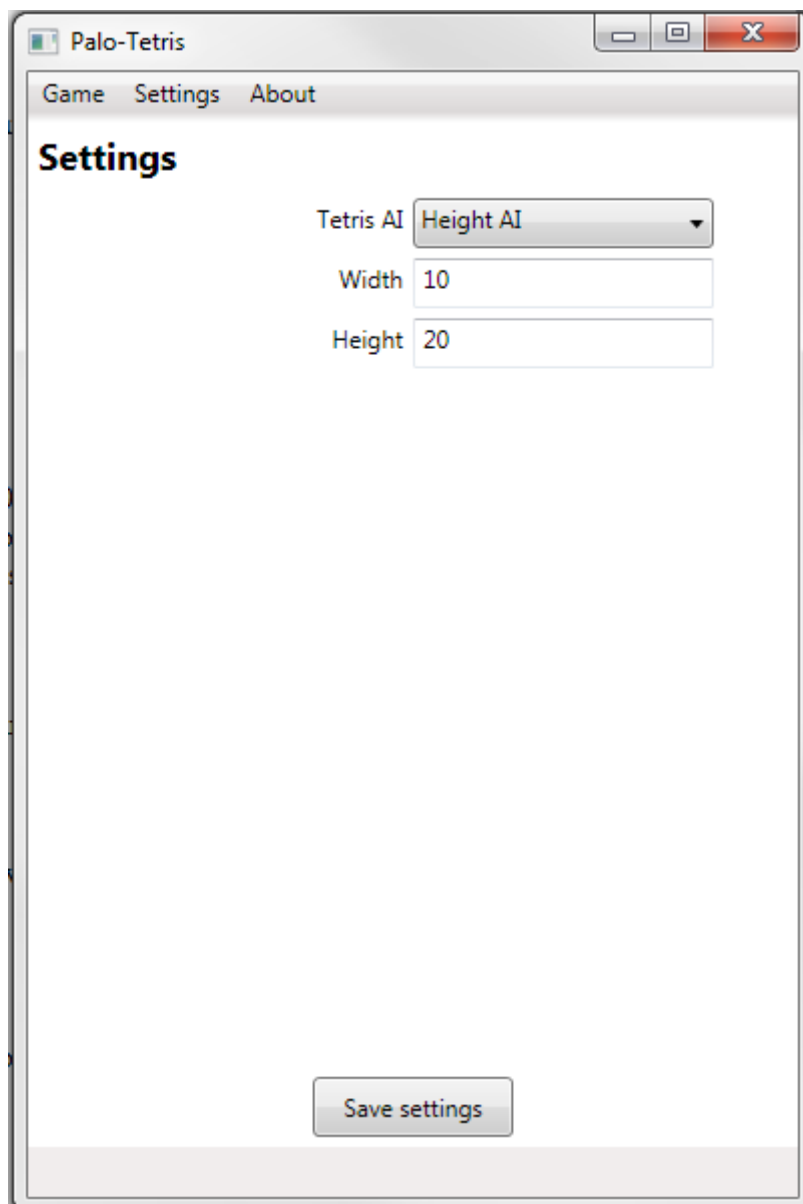 Palo-Tetris
Game Settings About
Settings
Tetris AI Height AI
Width 10
Height 20
Save settings